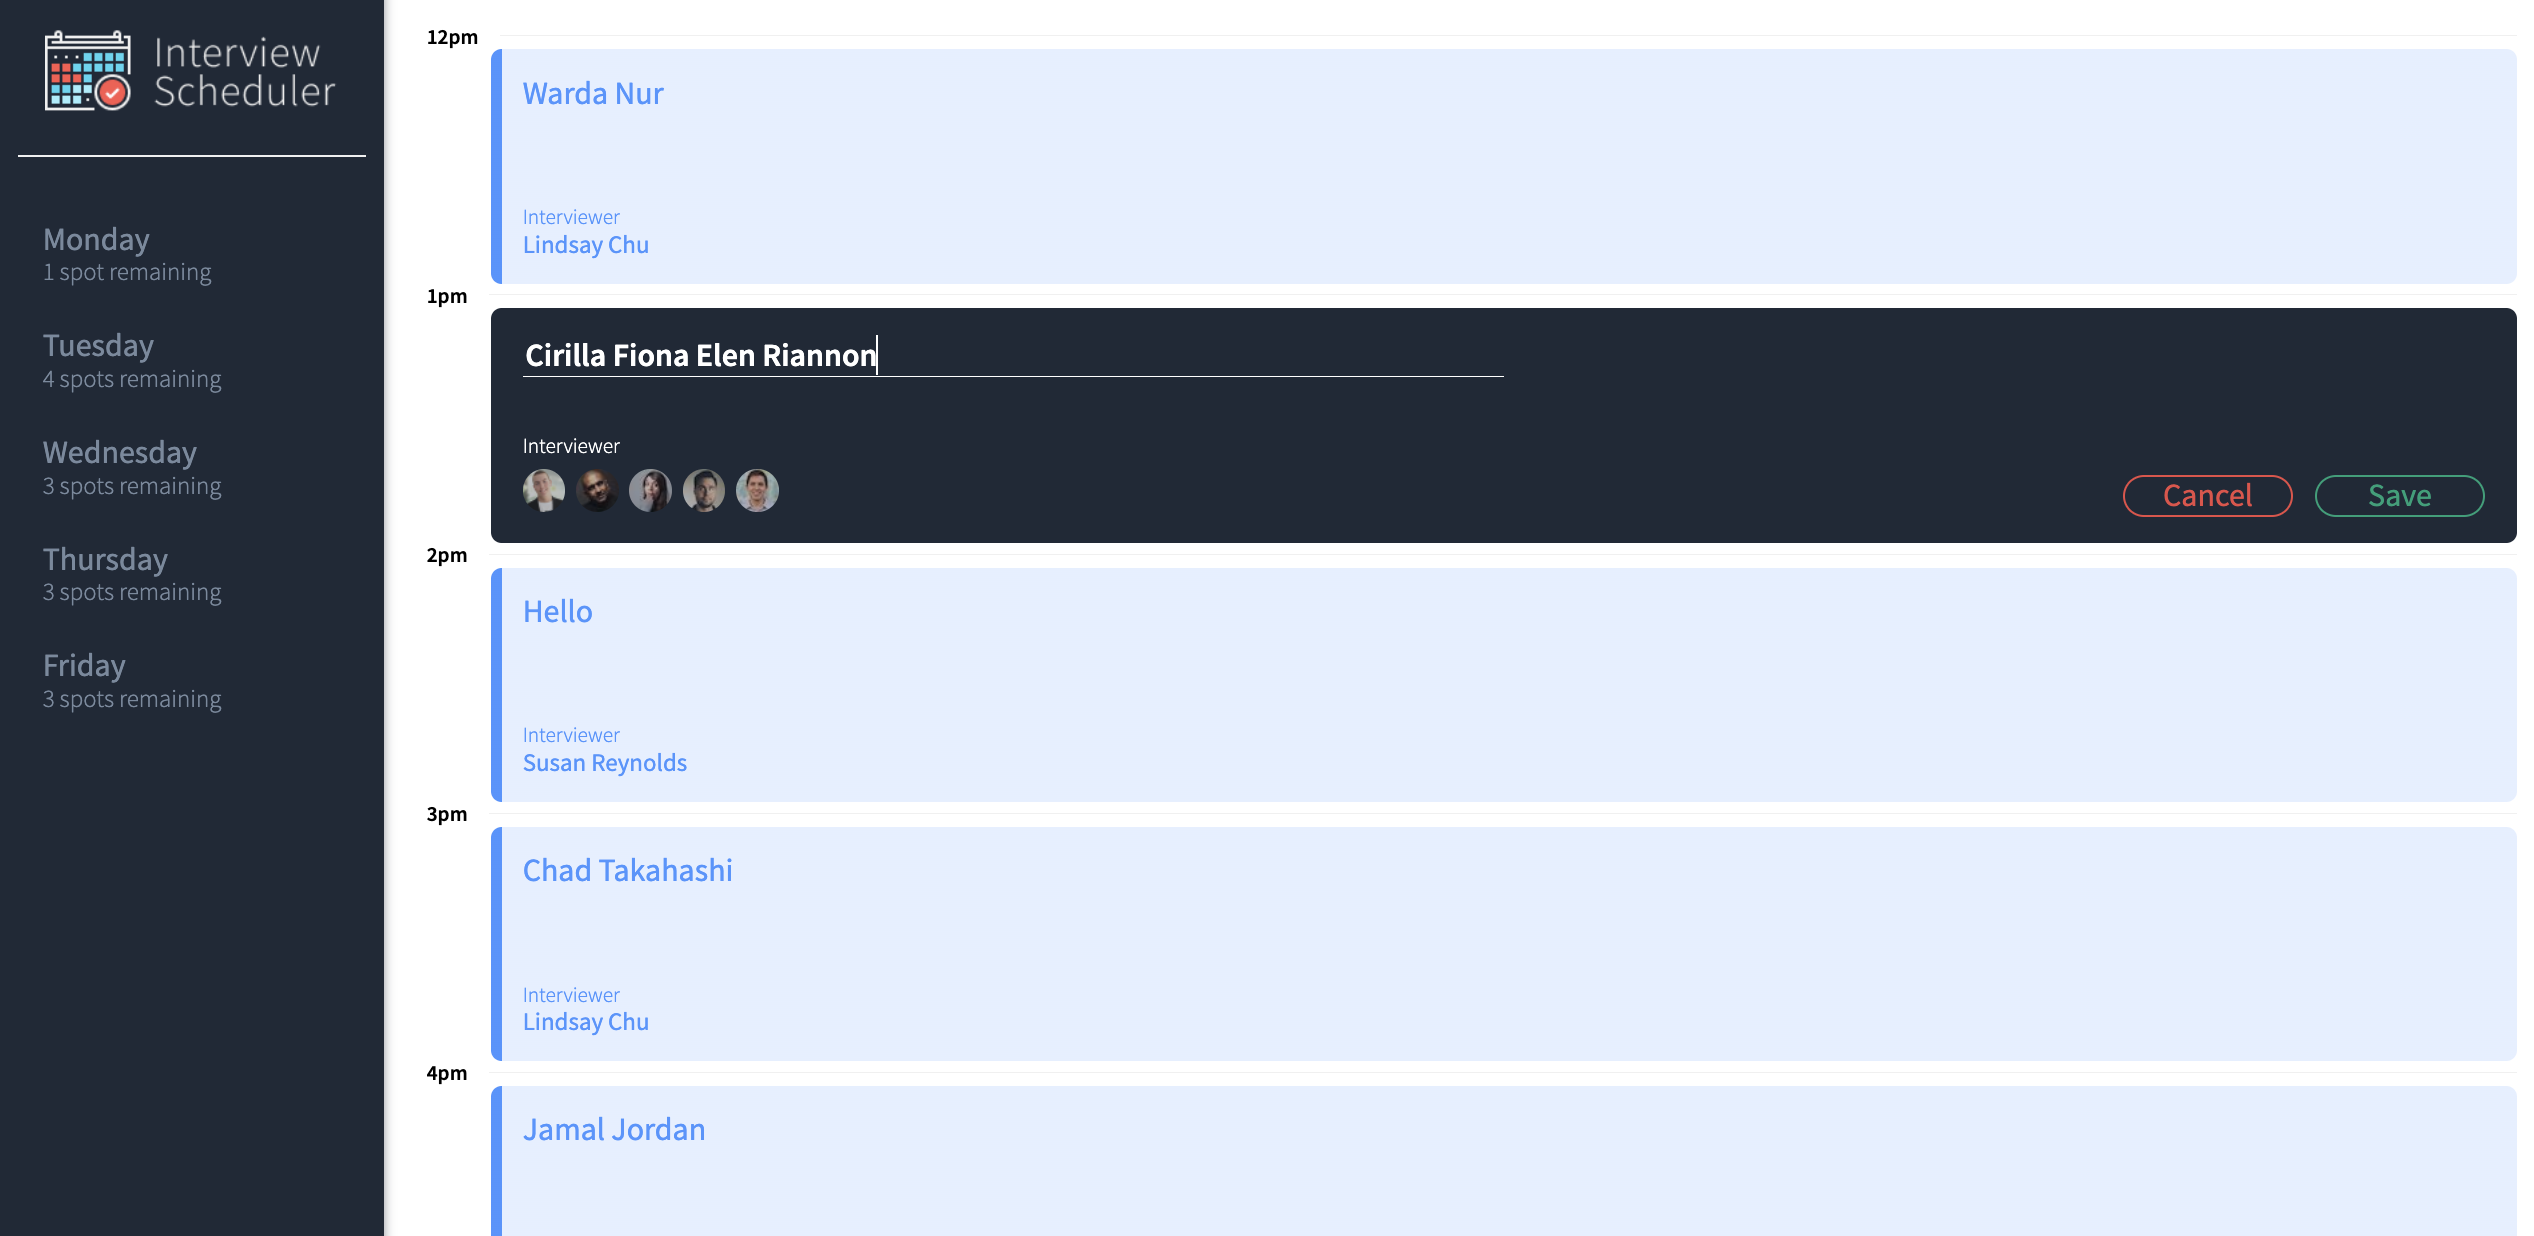 Interview
Scheduler
Monday
1 spot remaining
Tuesday
4 spots remaining
Wednesday
3 spots remaining
Thursday
3 spots remaining
Friday
3 spots remaining
12pm
Warda Nur
Interviewer
Lindsay Chu
1pm
Cirilla Fiona Elen Riannon
Interviewer
Cancel Save
2pm
Hello
Interviewer
Susan Reynolds
3pm
Chad Takahashi
Interviewer
Lindsay Chu
4pm
Jamal Jordan